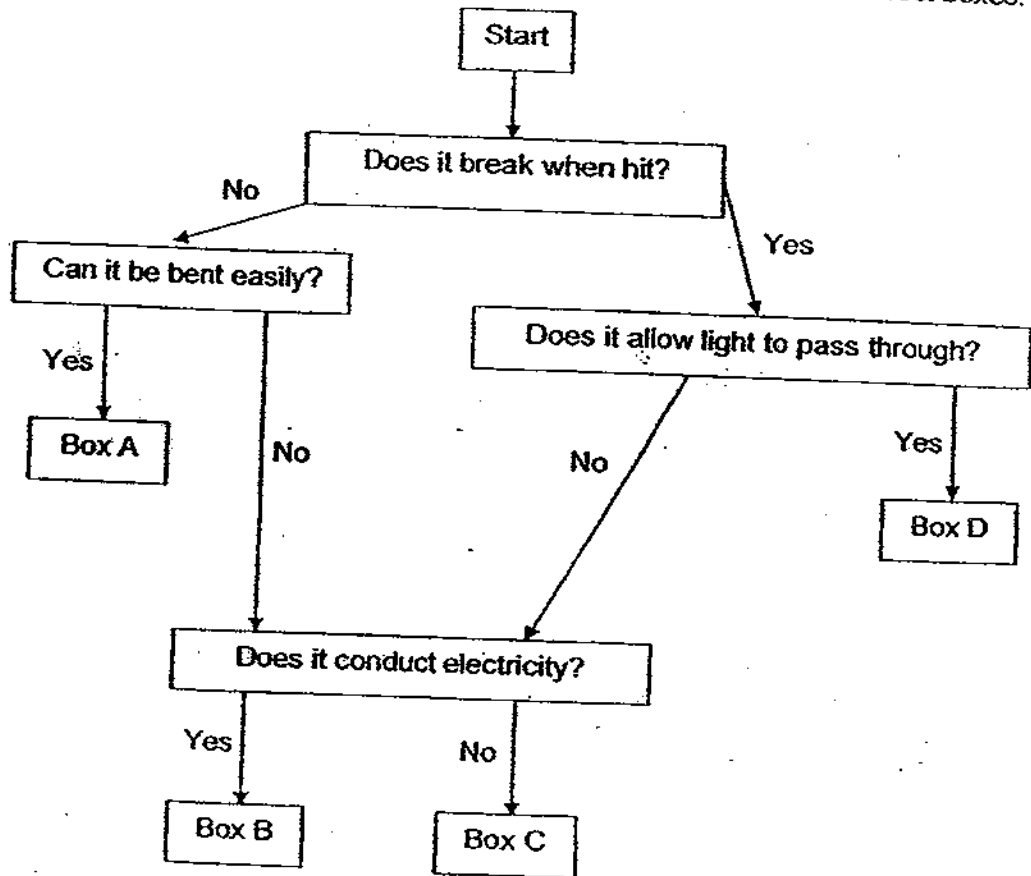 boxes.
Start
Does it break when hit?
No
Yes
Can it be bent easily?
Does it allow light to pass through?
Yes
Box A
No
No
Yes
Box D
Does it conduct electricity?
Yes
No
Box B
Box C